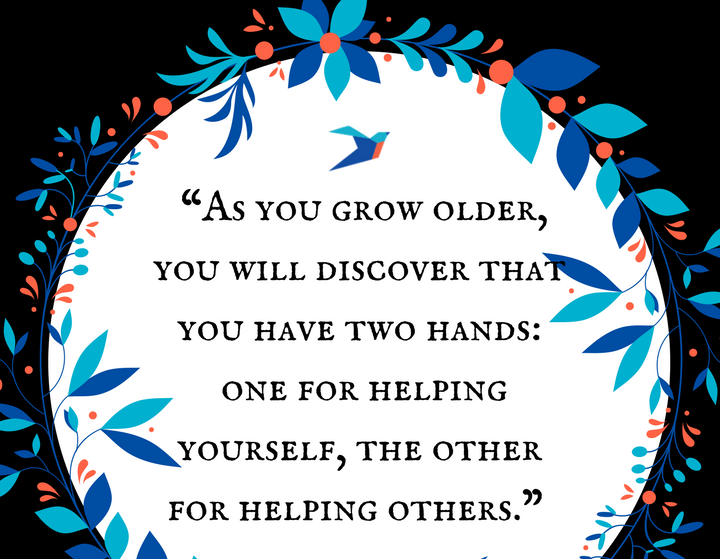 “As you grow older,
you will discover that
you have two hands:
one for helping
yourself, the other
for helping others.”